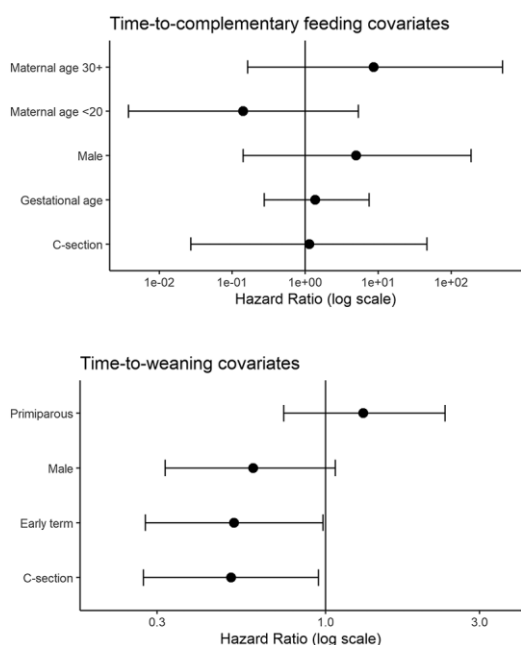 Time-to-complementary feeding covariates
Maternal age 30+
Maternal age <20
Male
Gestational age
C-section
1e-02 1e-01 1e+00 1e+01 1e+02
Hazard Ratio (log scale)
Time-to-weaning covariates
Primiparous
Male
Early term
C-section
0.3 1.0 3.0
Hazard Ratio (log scale)